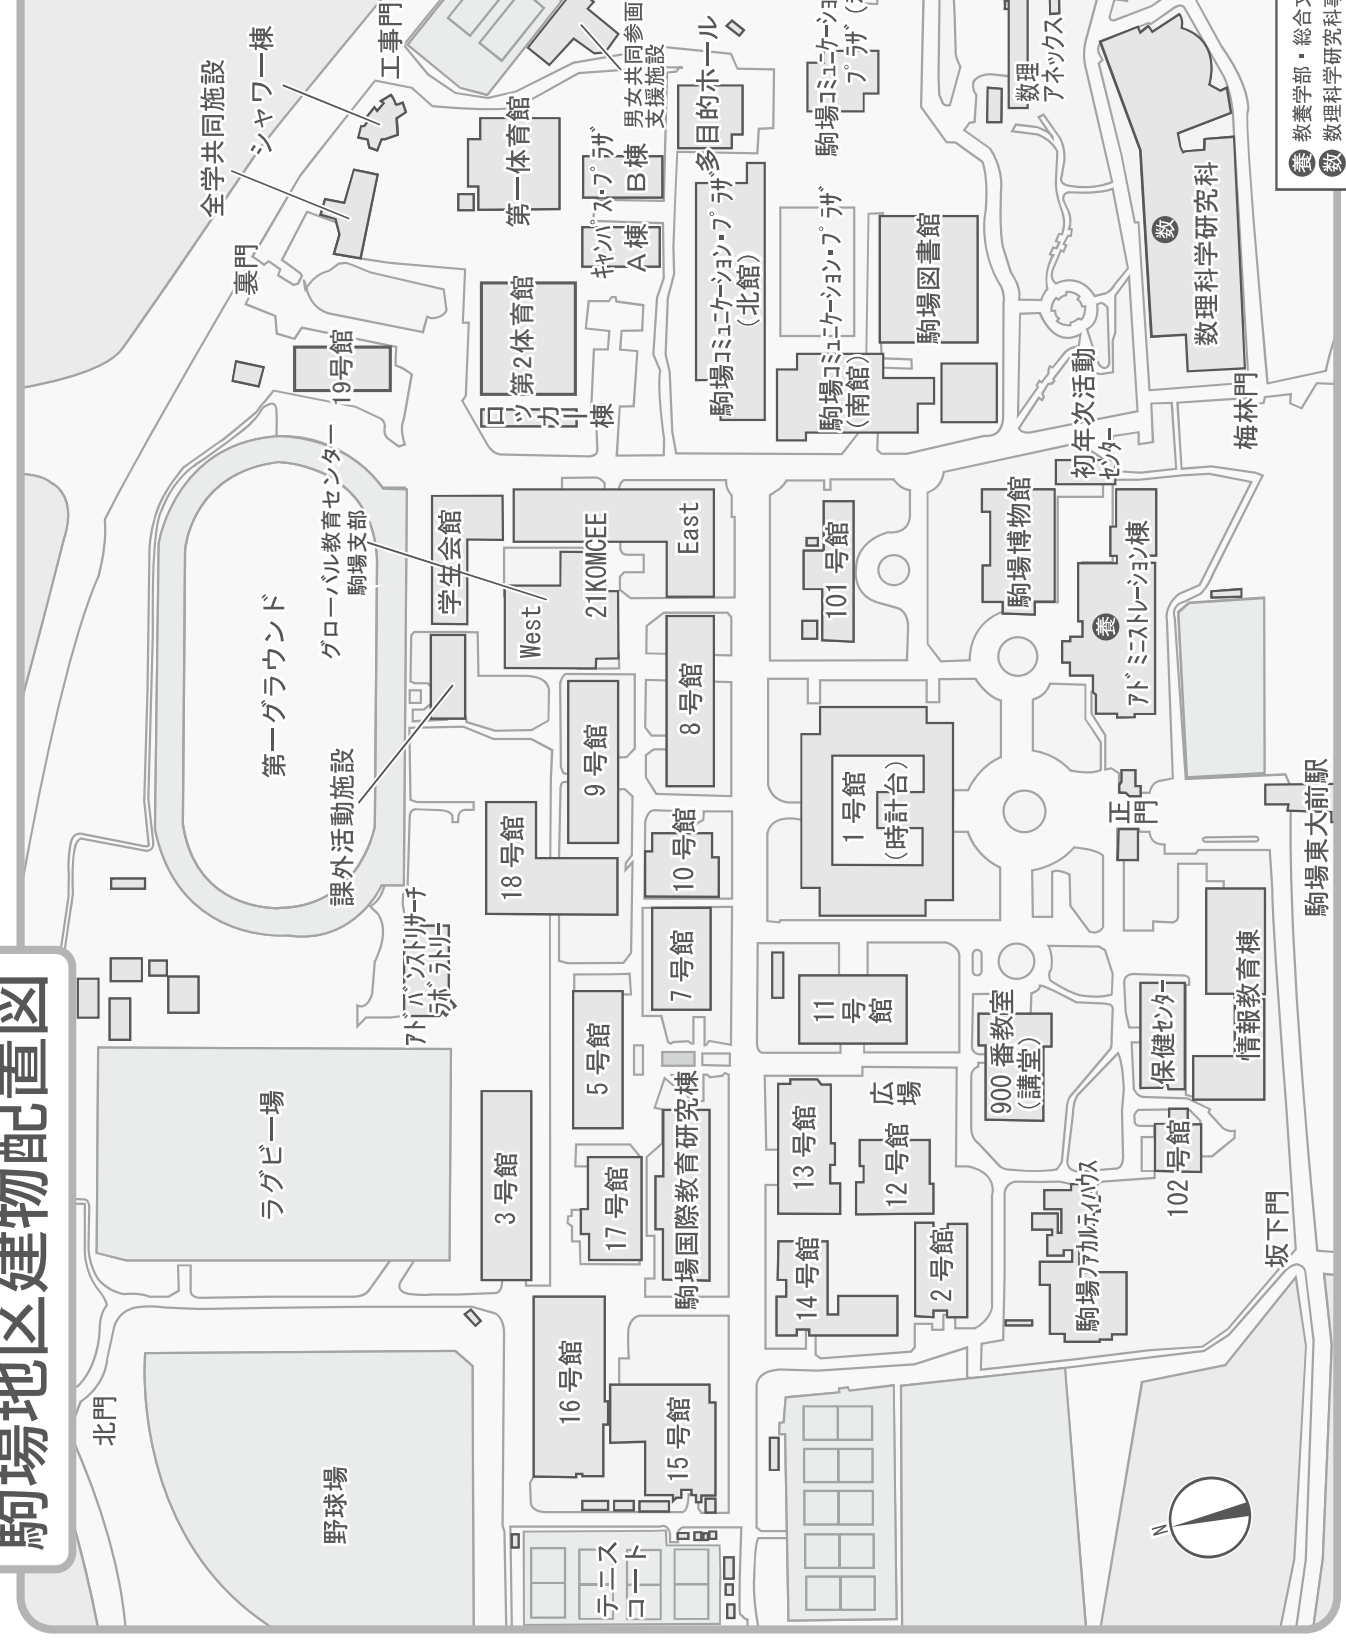 駒場地区建物配置図
北門
野球場
ラグビー場
第一グラウンド
裏門
全学共同施設
シャワー棟
工事門
19号館
グローバル教育センター
駒場支部
課外活動施設
アドバンストリサーチ
ラボラトリー
テニス
コート
16号館
15号館
3号館
17号館
5号館
駒場国際教育研究棟
7号館
18号館
10号館
9号館
8号館
学生会館
West
21KOMCEE
East
ロッカー棟
第2体育館
第一体育館
キャンパス・プラザ
A棟
B棟
男女共同参画
支援施設
多目的ホール
駒場コミュニケーション・プラザ
(北館)
駒場コミュニケーション・プラザ
(南館)
駒場コミュニケーショ
プラザ
駒場図書館
数理
アネックス
数
数理科学研究科
養 教養学部・総合文
数 数理科学研究科事
梅林門
初年次活動
センター
駒場博物館
養
アドミニストレーション棟
101号館
1号館
(時計台)
正門
駒場東大前駅
情報教育棟
保健センター
102号館
坂下門
11号館
900番教室
(講堂)
広場
13号館
12号館
14号館
2号館
駒場ファカルティハウス
N